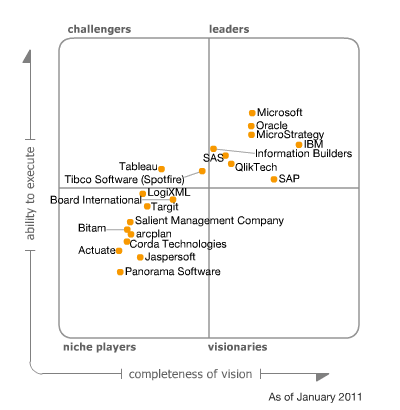 challengers
leaders
Microsoft
Oracle
MicroStrategy
IBM
Information Builders
SAS
QlikTech
SAP
Tableau
Tibco Software (Spotfire)
LogiXML
Board International
Targit
Salient Management Company
Bitam
arcplan
Corda Technologies
Actuate
Jaspersoft
Panorama Software
niche players
visionaries
ability to execute
completeness of vision
As of January 2011